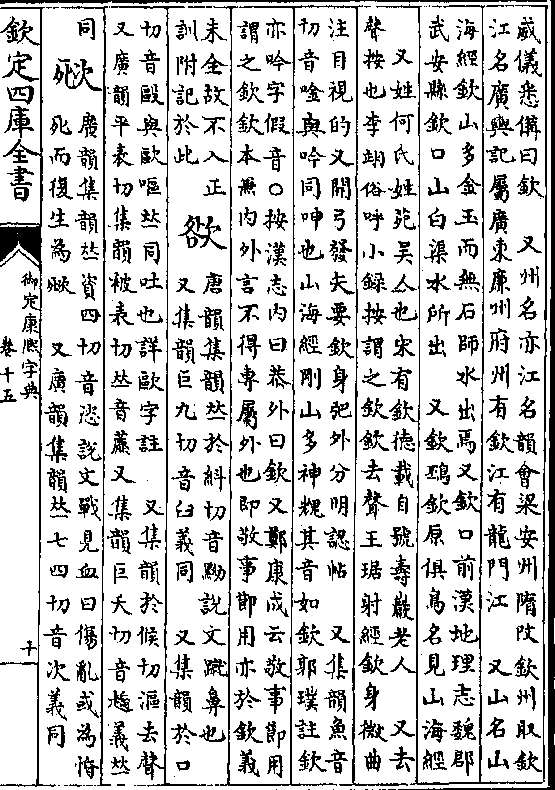 威儀悉備曰欽　又州名亦江名韻會梁安州隋改欽州取欽
江名廣輿記屬廣東廉州府州有欽江有龍門江　又山名山
海經欽山多金玉而無石師水出焉又欽口前漢地理志魏郡
武安縣欽口山白渠水所出　又欽䲹欽原俱鳥名見山海經
又姓何氏姓苑吳人也宋有欽德載自號壽巖老人　又去
聲按也李翊俗呼小録按謂之欽欽去聲王琚射經欽身微曲
注目視的又開弓發矢要欽身弝外分明認帖　又集韻魚音
切音唫與吟同呻也山海經剛山多神䰠其音如欽郭璞註欽
亦吟字假音○按漢志内曰恭外曰欽又鄭康成云敬事節用
謂之欽欽本兼内外言不得專屬外也即敬事節用亦於欽義
未全故不入正
訓附記於此
㰶
唐韻集韻𠀤於糾切音黝說文蹴鼻也
又集韻巨九切音臼義同　又集韻於口
切音毆與歐嘔𠀤同吐也詳歐字註　又集韻於候切漚去聲
又廣韻平表切集韻被表切𠀤音藨又集韻巨夭切音趫義𠀤
同
㰷
廣韻集韻𠀤資四切音恣說文戰見血曰傷亂或為惛
死而復生為㰷　又廣韻集韻𠀤七四切音次義同
欽定四庫全書
御定康熙字典
卷十五
十